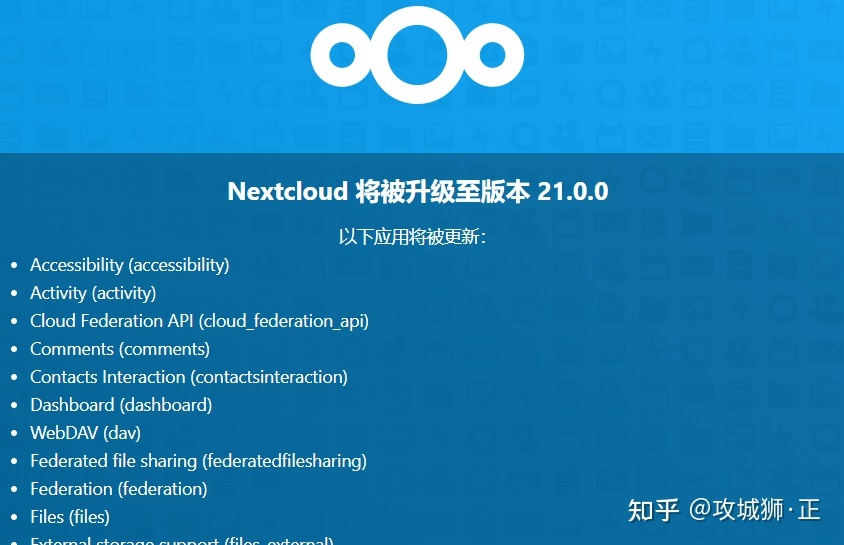 Nextcloud 将被升级至版本 21.0.0
以下应用将被更新：
Accessibility (accessibility)
Activity (activity)
Cloud Federation API (cloud_federation_api)
Comments (comments)
Contacts Interaction (contactsinteraction)
Dashboard (dashboard)
WebDAV (dav)
Federated file sharing (federatedfilesharing)
Federation (federation)
Files (files)
External storage support (files_external)
知乎 @攻城狮·正